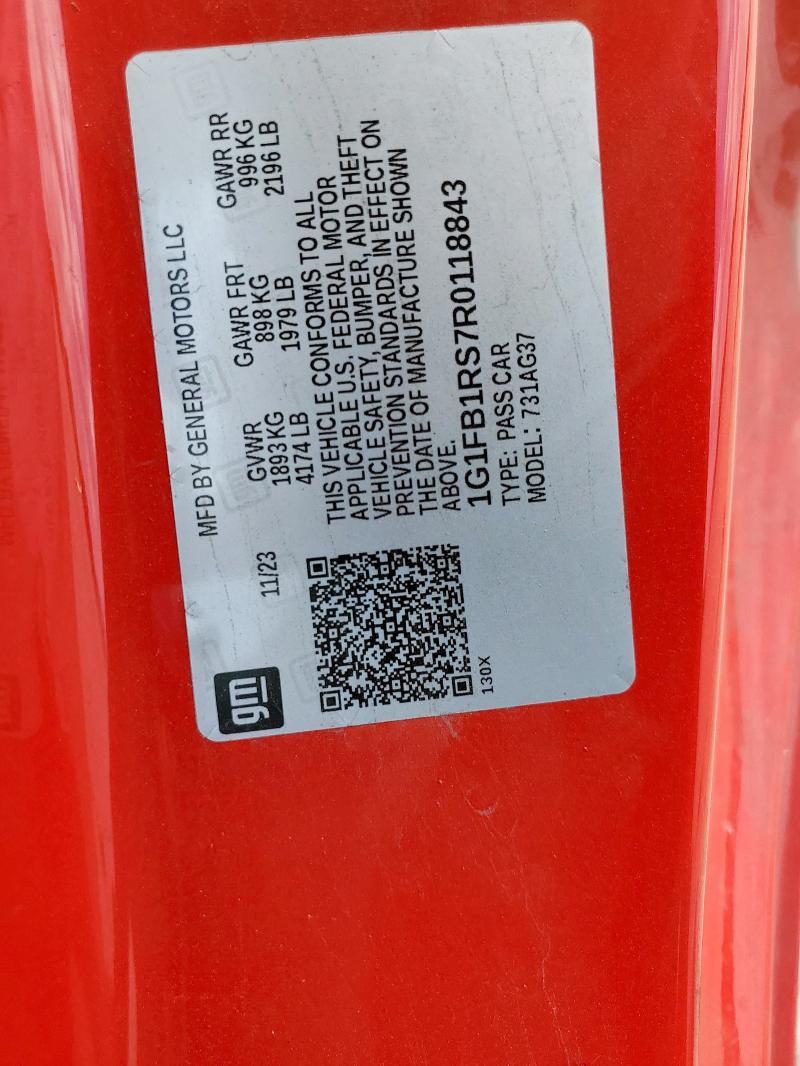 gm
MFD BY GENERAL MOTORS LLC
11/23
GVWR GAWR FRT GAWR RR
1893 KG 898 KG 996 KG
4174 LB 1979 LB 2196 LB
THIS VEHICLE CONFORMS TO ALL
APPLICABLE U.S. FEDERAL MOTOR
VEHICLE SAFETY, BUMPER, AND THEFT
PREVENTION STANDARDS IN EFFECT ON
THE DATE OF MANUFACTURE SHOWN
ABOVE.
1G1FB1RS7R0118843
TYPE: PASS CAR
MODEL: 731AG37
130X